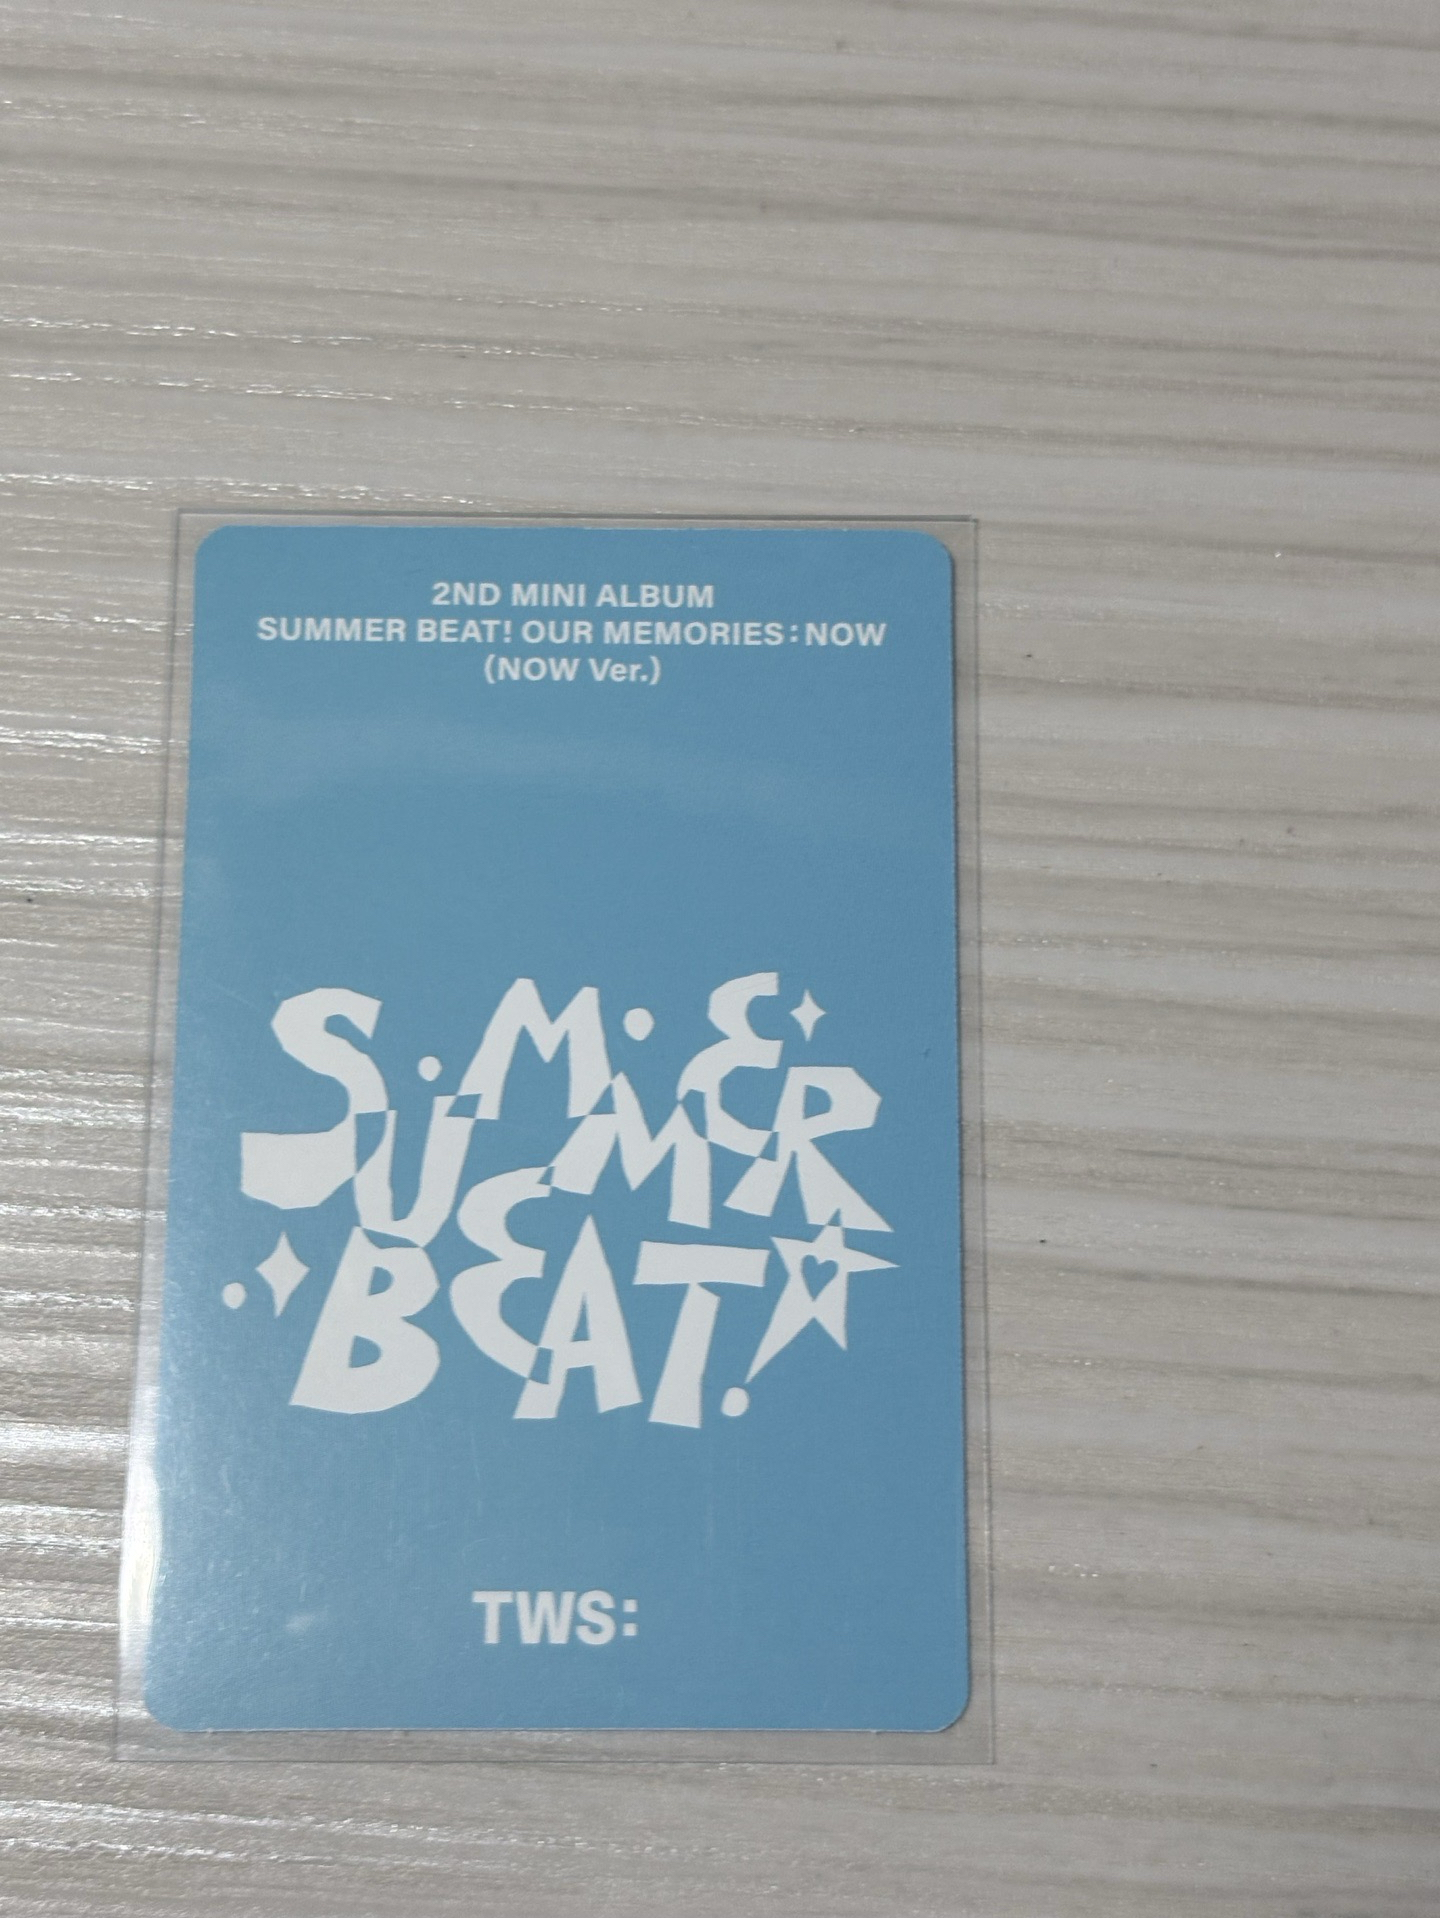 2ND MINI ALBUM
SUMMER BEAT! OUR MEMORIES : NOW
(NOW Ver.)
SUMMER
BEAT!
TWS: